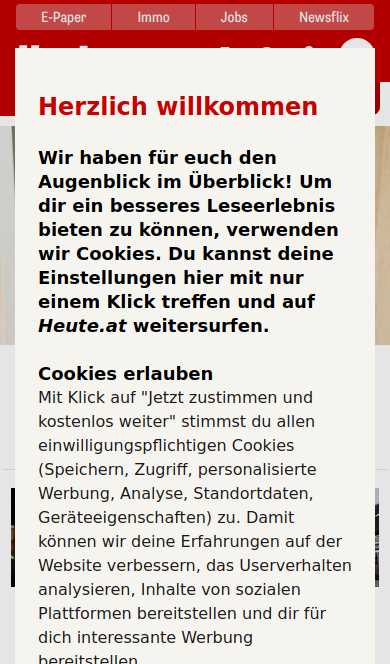 E-Paper
Immo
Jobs
Newsflix
Herzlich willkommen
Wir haben für euch den
Augenblick im Überblick! Um
dir ein besseres Leseerlebnis
bieten zu können, verwenden
wir Cookies. Du kannst deine
Einstellungen hier mit nur
einem Klick treffen und auf
Heute.at weitersurfen.
Cookies erlauben
Mit Klick auf "Jetzt zustimmen und
kostenlos weiter" stimmst du allen
einwilligungspflichtigen Cookies
(Speichern, Zugriff, personalisierte
Werbung, Analyse, Standortdaten,
Geräteeigenschaften) zu. Damit
können wir deine Erfahrungen auf der
Website verbessern, das Userverhalten
analysieren, Inhalte von sozialen
Plattformen bereitstellen und dir für
dich interessante Werbung
bereitstellen